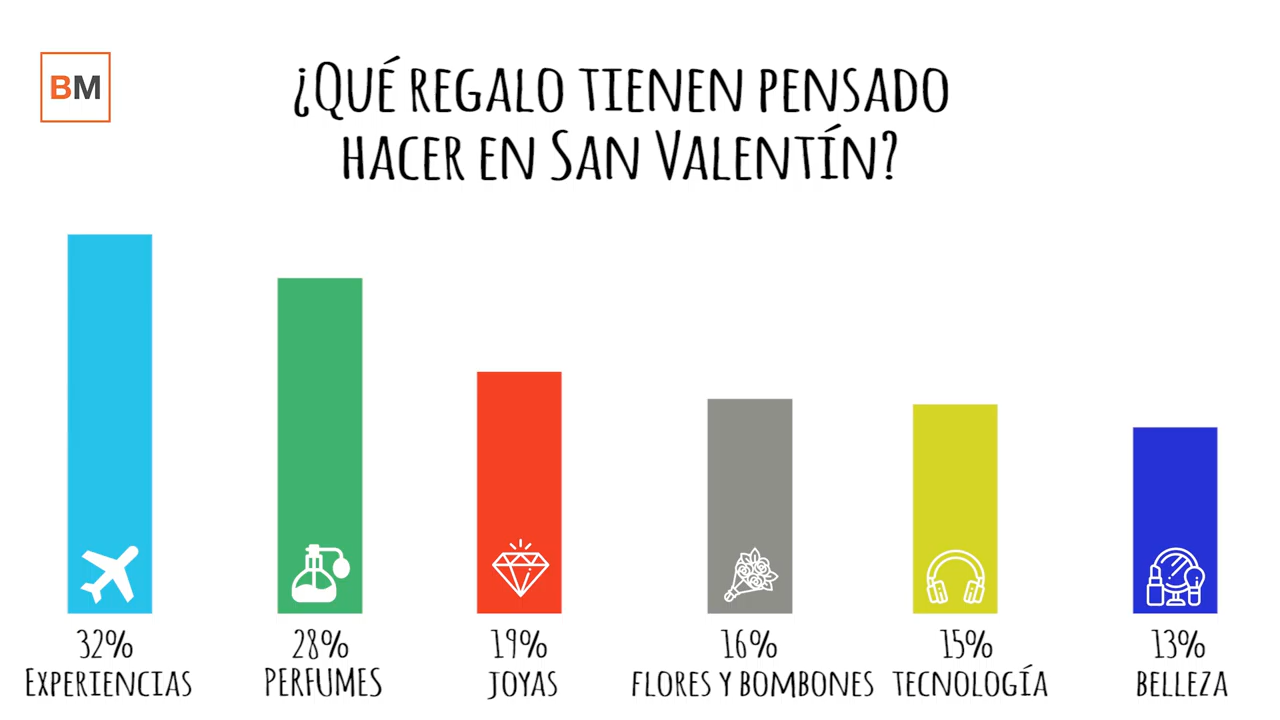 BM
¿QUÉ REGALO TIENEN PENSADO
HACER EN SAN VALENTÍN?
32%
EXPERIENCIAS
28%
PERFUMES
19%
JOYAS
16%
FLORES Y BOMBONES
15%
TECNOLOGÍA
13%
BELLEZA